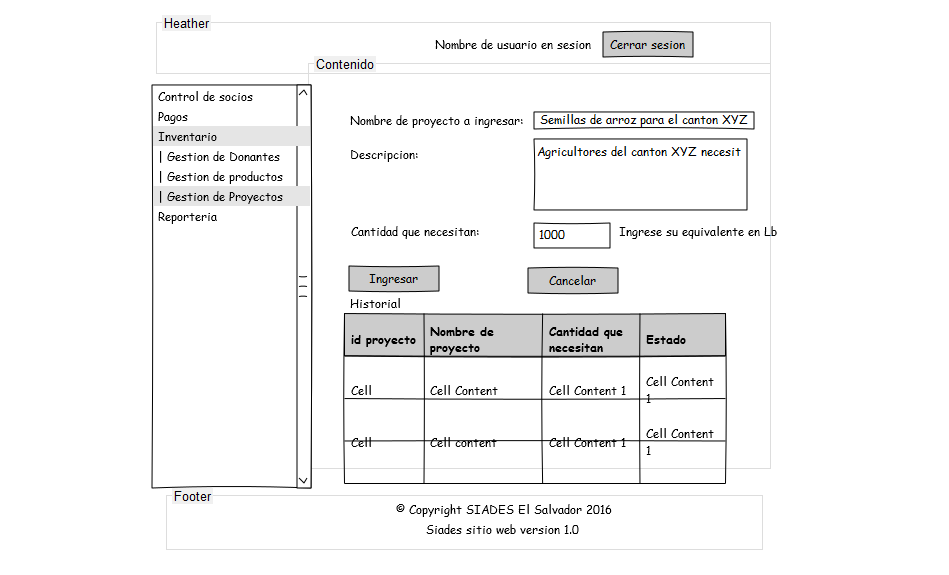 Heather
Nombre de usuario en sesion
Cerrar sesion
Contenido
Control de socios
Pagos
Inventario
| Gestion de Donantes
| Gestion de productos
| Gestion de Proyectos
Reporteria
Nombre de proyecto a ingresar:
Semillas de arroz para el canton XYZ
Descripcion:
Agricultores del canton XYZ necesit
Cantidad que necesitan:
1000
Ingrese su equivalente en Lb
Ingresar
Cancelar
Historial
id proyecto
Nombre de
proyecto
Cantidad que
necesitan
Estado
Cell
Cell Content
Cell Content 1
Cell Content
1
Cell
Cell content
Cell Content 1
Cell Content
1
Footer
© Copyright SIADES El Salvador 2016
Siades sitio web version 1.0